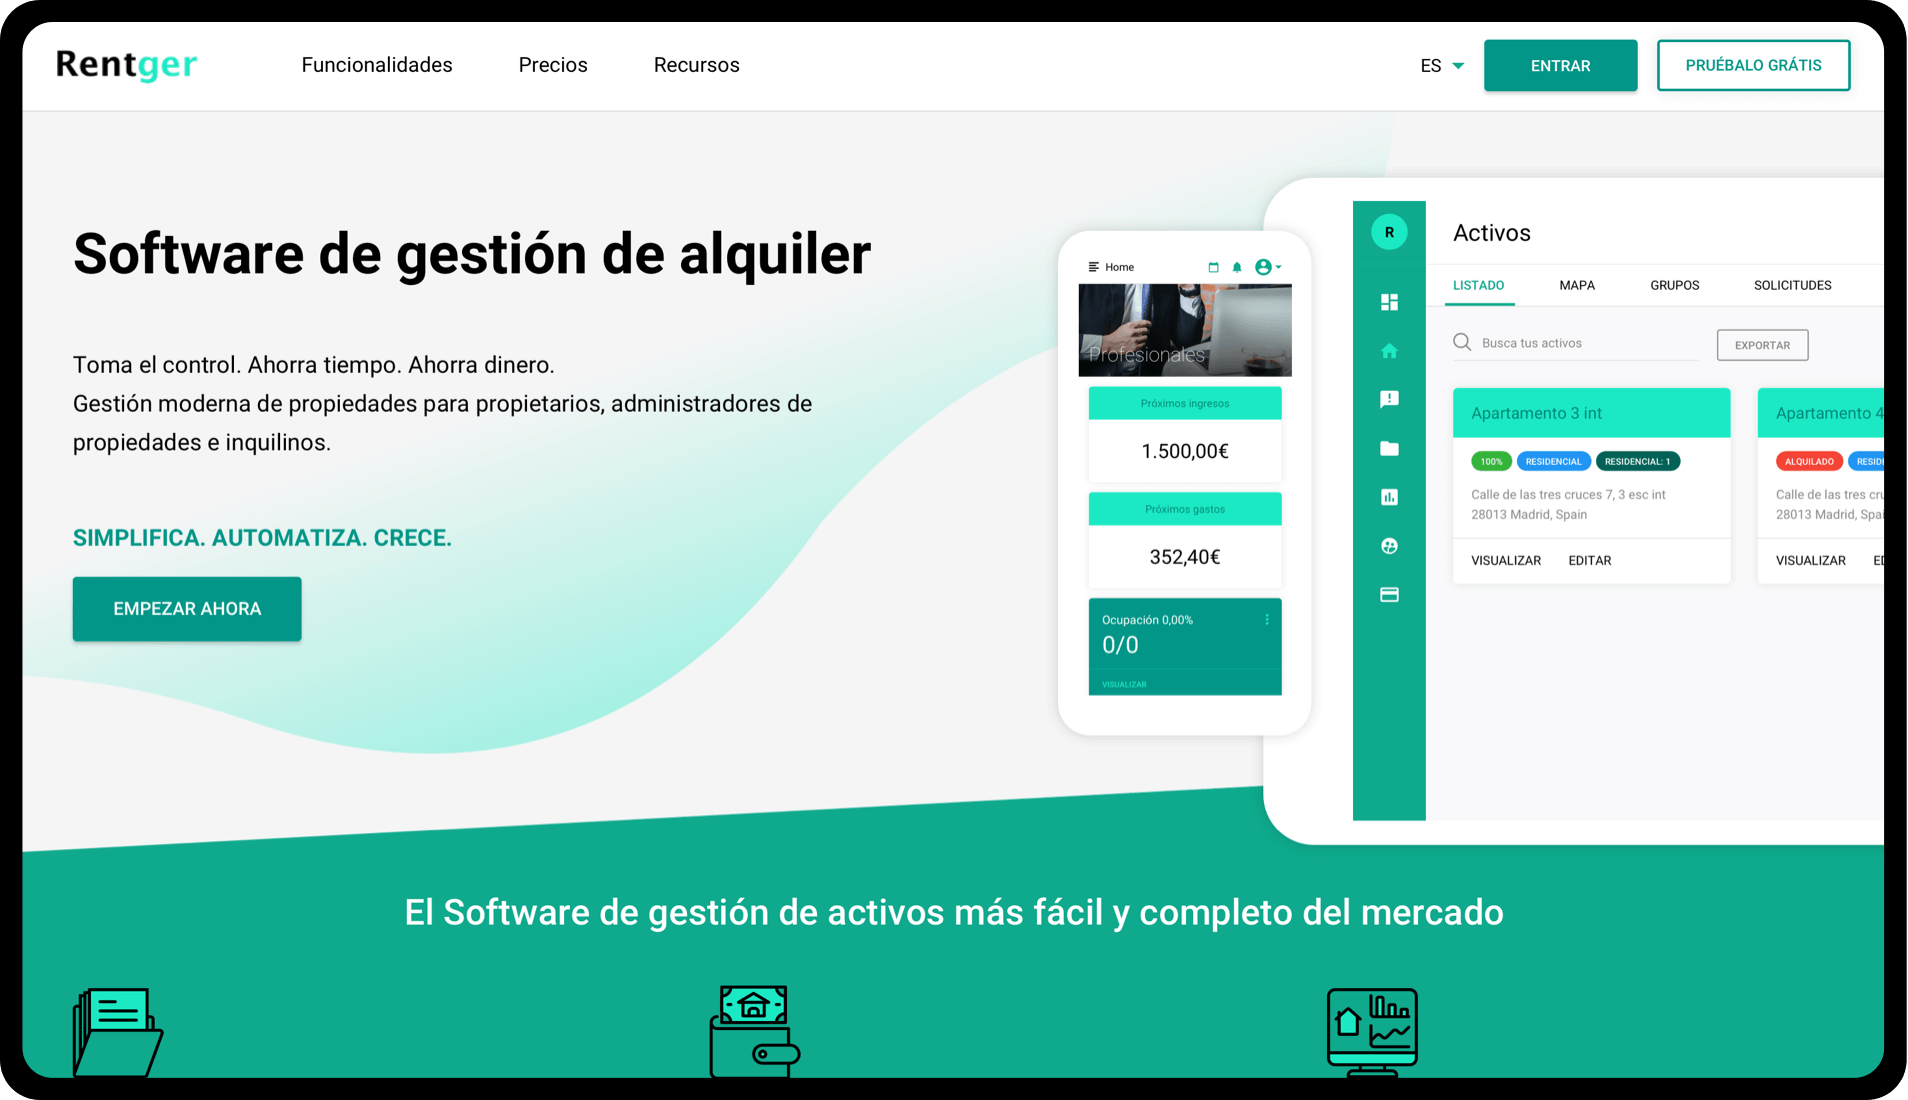 Rentger
Funcionalidades
Precios
Recursos
ES
ENTRAR
PRUÉBALO GRÁTIS
Software de gestión de alquiler
Toma el control. Ahorra tiempo. Ahorra dinero.
Gestión moderna de propiedades para propietarios, administradores de
propiedades e inquilinos.
SIMPLIFICA. AUTOMATIZA. CRECE.
EMPEZAR AHORA
Home
Profesionales
Próximos ingresos
1.500,00€
Próximos gastos
352,40€
Ocupación 0,00%
0/0
VISUALIZAR
R
Activos
LISTADO
MAPA
GRUPOS
SOLICITUDES
Busca tus activos
EXPORTAR
Apartamento 3 int
100%
RESIDENCIAL
RESIDENCIAL: 1
Calle de las tres cruces 7, 3 esc int
28013 Madrid, Spain
VISUALIZAR
EDITAR
Apartamento 4
ALQUILADO
RESID
Calle de las tres cru
28013 Madrid, Spai
VISUALIZAR
ED
El Software de gestión de activos más fácil y completo del mercado